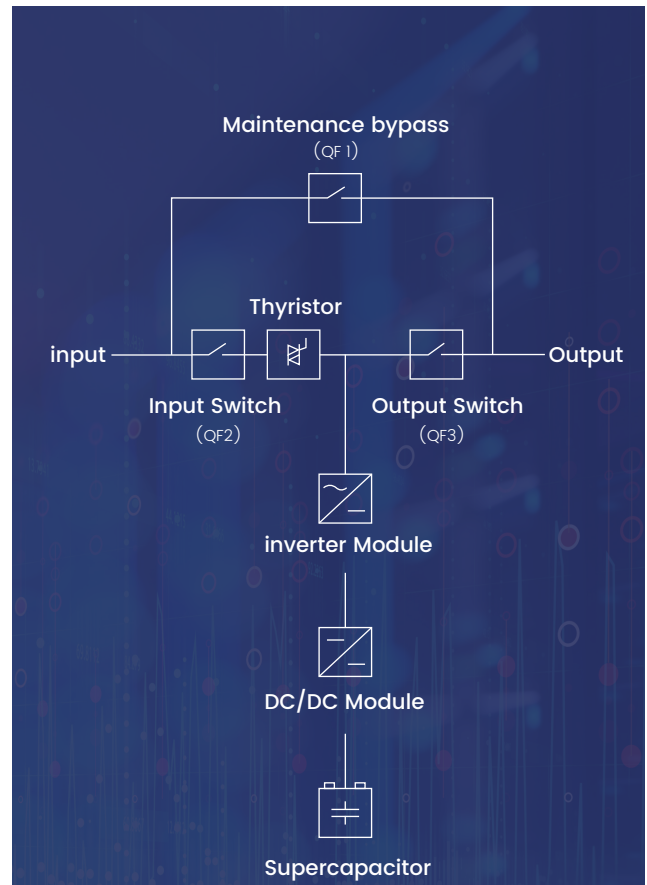 Maintenance bypass
(QF 1)
Thyristor
input
Output
Input Switch
(QF2)
Output Switch
(QF3)
inverter Module
DC/DC Module
Supercapacitor